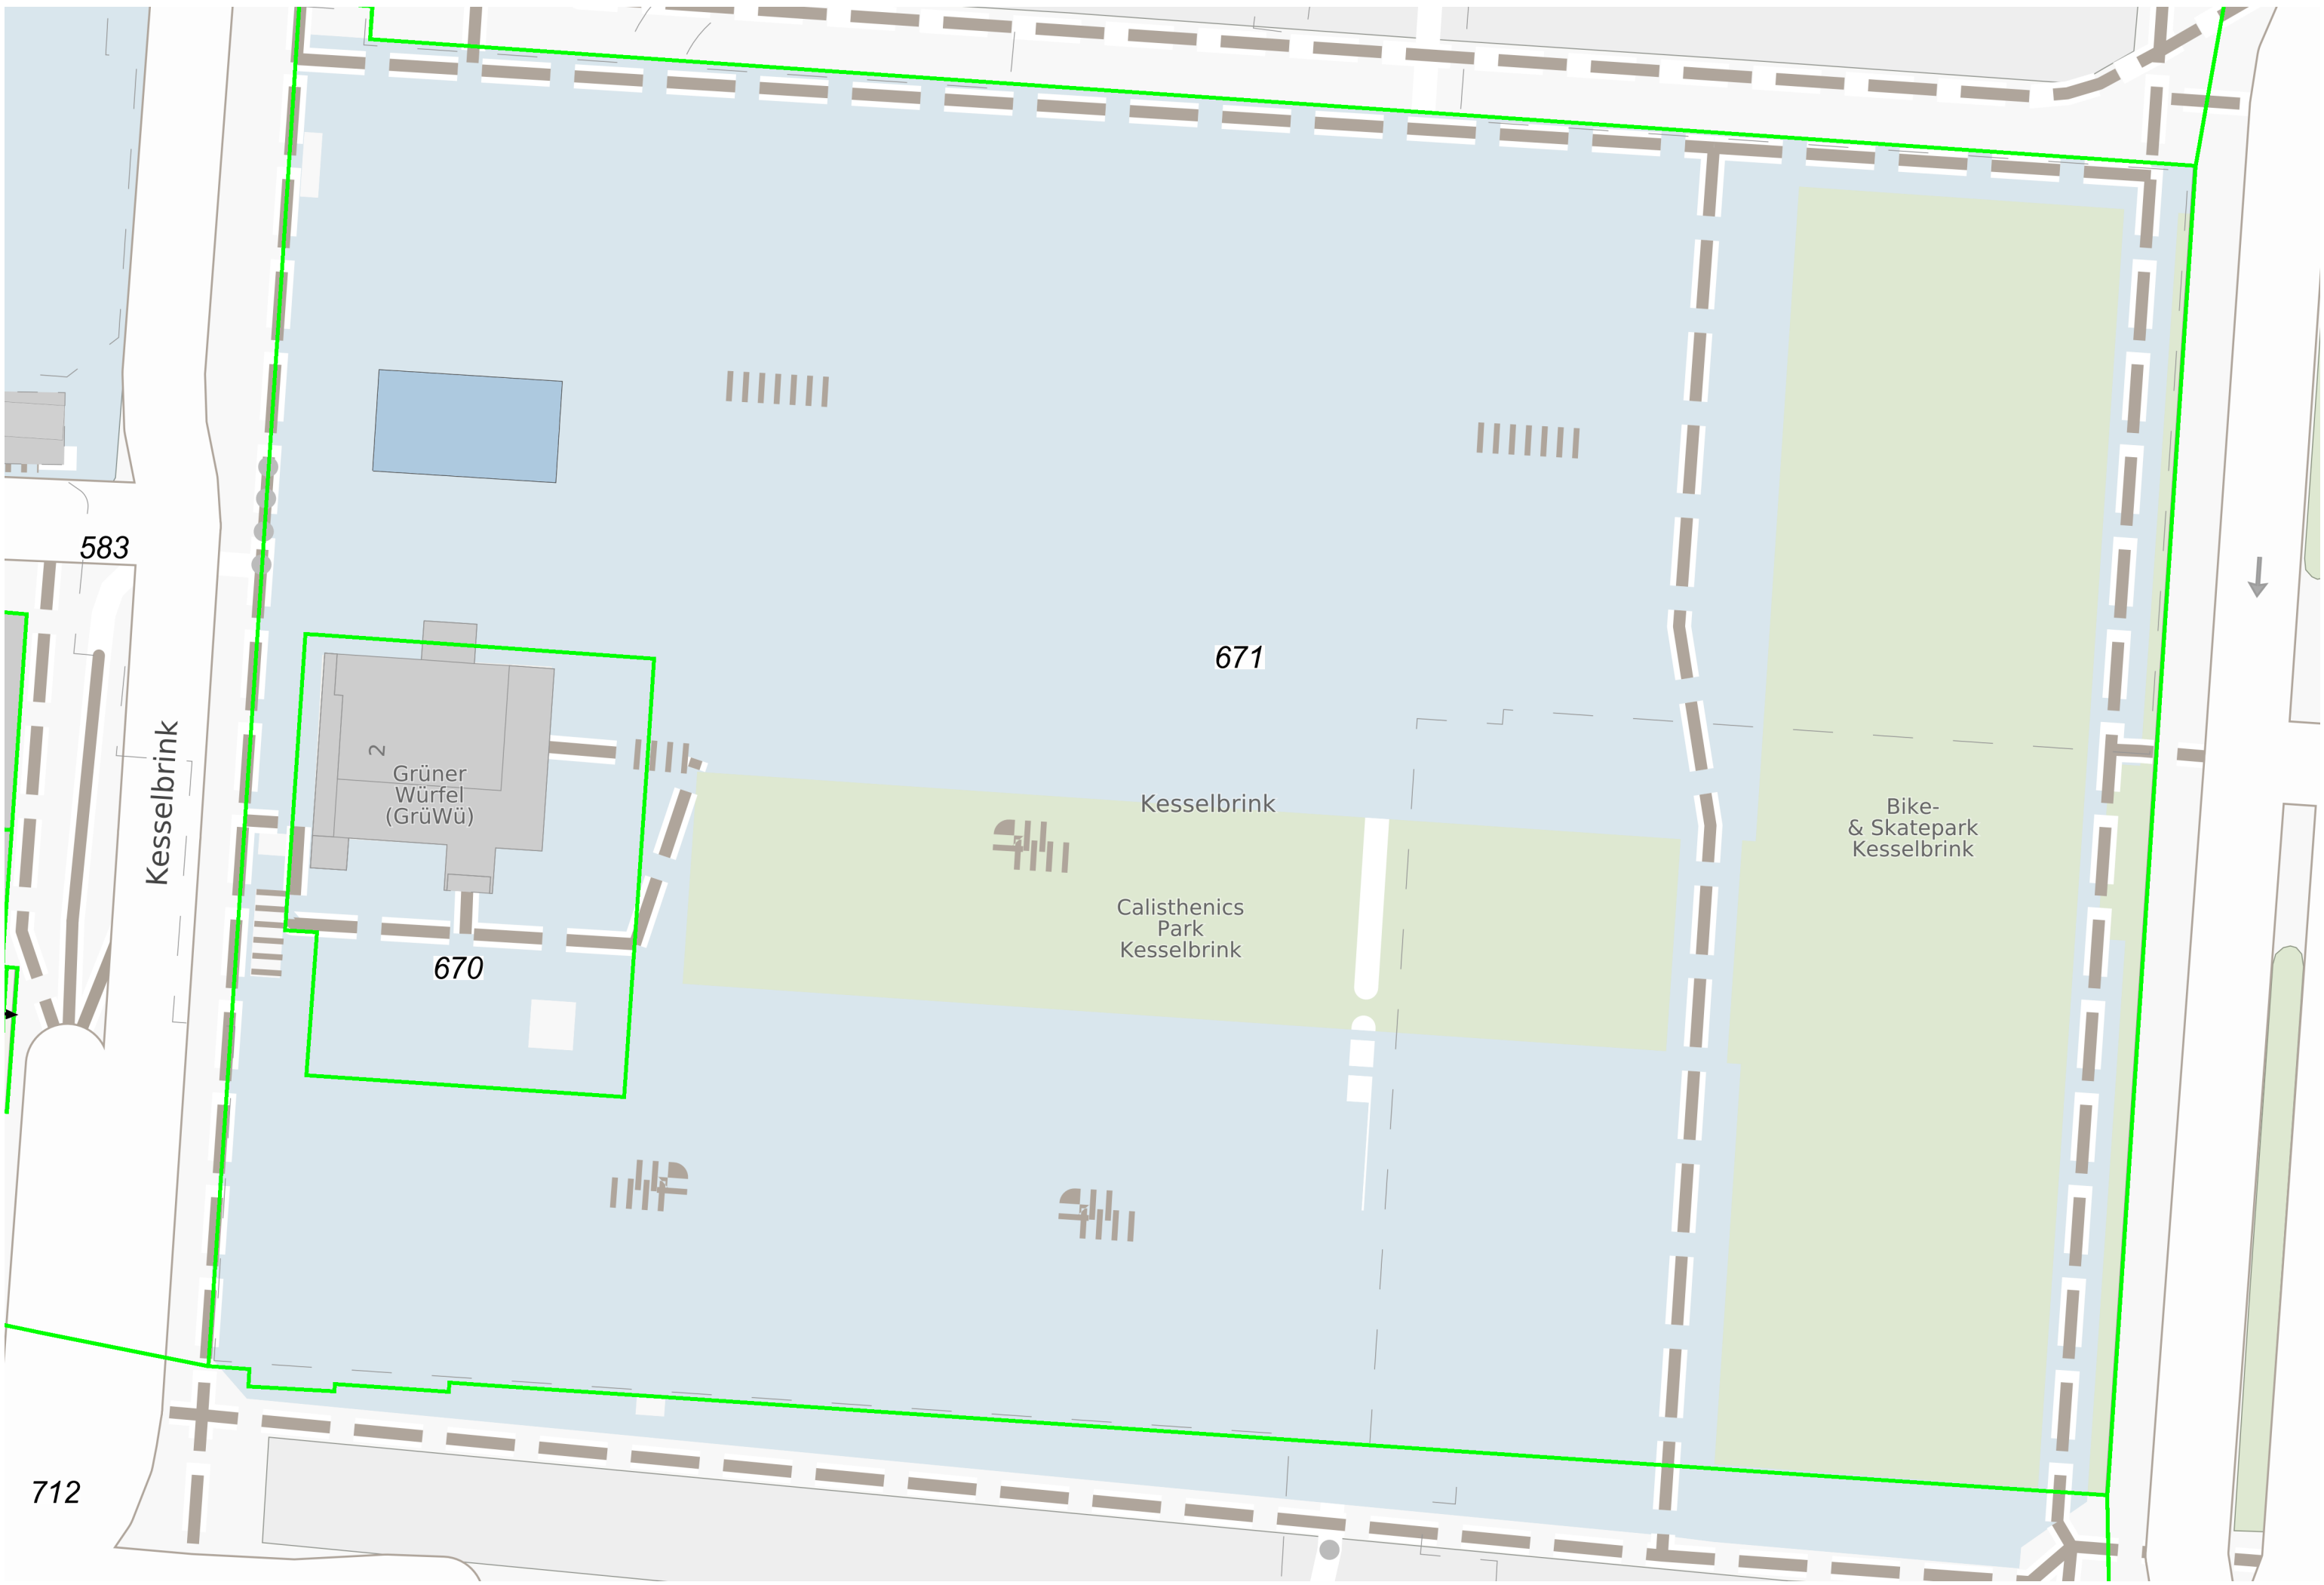 583
671
Kesselbrink
2
Grüner
Würfel
(GrüWü)
Kesselbrink
Bike-
& Skatepark
Kesselbrink
Calisthenics
Park
Kesselbrink
670
712